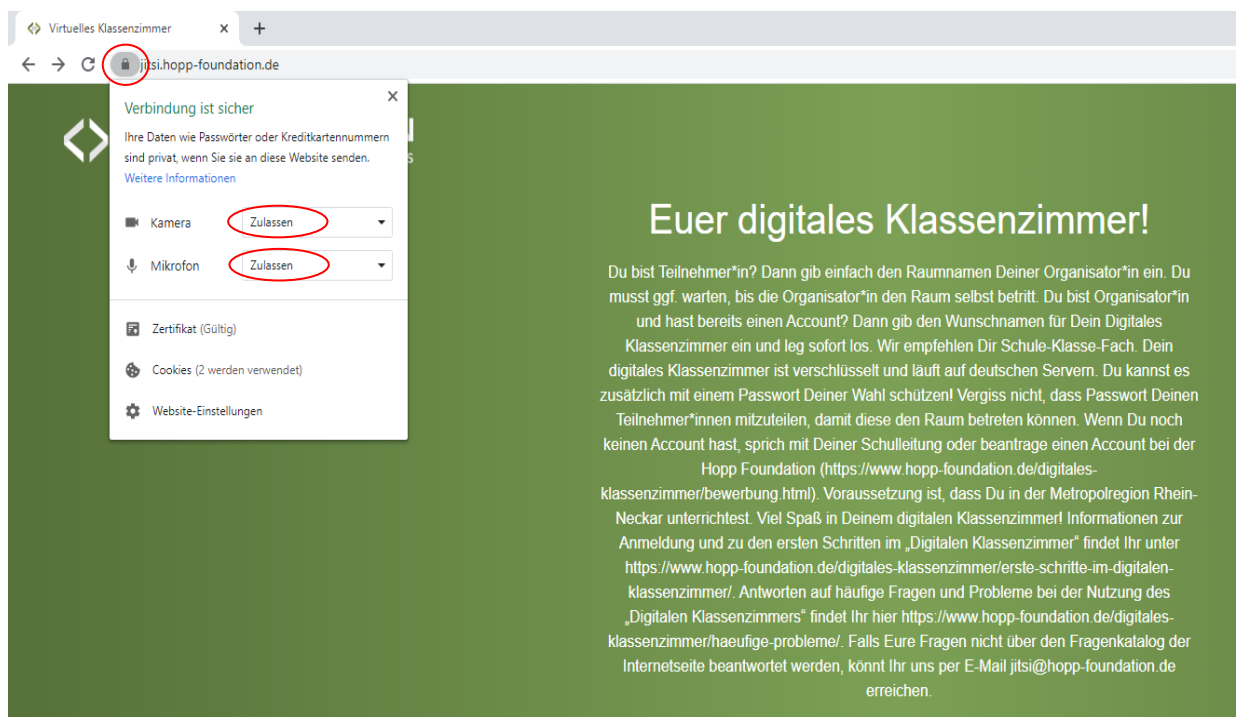 Virtuelles Klassenzimmer
jitsi.hopp-foundation.de
Verbindung ist sicher
Ihre Daten wie Passwörter oder Kreditkartennummern
sind privat, wenn Sie sie an diese Website senden.
Weitere Informationen
Kamera Zulassen
Mikrofon Zulassen
Zertifikat (Gültig)
Cookies (2 werden verwendet)
Website-Einstellungen
Euer digitales Klassenzimmer!
Du bist Teilnehmer*in? Dann gib einfach den Raumnamen Deiner Organisator*in ein. Du
musst ggf. warten, bis die Organisator*in den Raum selbst betritt. Du bist Organisator*in
und hast bereits einen Account? Dann gib den Wunschnamen für Dein Digitales
Klassenzimmer ein und leg sofort los. Wir empfehlen Dir Schule-Klasse-Fach. Dein
digitales Klassenzimmer ist verschlüsselt und läuft auf deutschen Servern. Du kannst es
zusätzlich mit einem Passwort Deiner Wahl schützen! Vergiss nicht, dass Passwort Deinen
Teilnehmer*innen mitzuteilen, damit diese den Raum betreten können. Wenn Du noch
keinen Account hast, sprich mit Deiner Schulleitung oder beantrage einen Account bei der
Hopp Foundation (https://www.hopp-foundation.de/digitales-
klassenzimmer/bewerbung.html). Voraussetzung ist, dass Du in der Metropolregion Rhein-
Neckar unterrichtest. Viel Spaß in Deinem digitalen Klassenzimmer! Informationen zur
Anmeldung und zu den ersten Schritten im „Digitalen Klassenzimmer“ findet Ihr unter
https://www.hopp-foundation.de/digitales-klassenzimmer/erste-schritte-im-digitalen-
klassenzimmer/. Antworten auf häufige Fragen und Probleme bei der Nutzung des
„Digitalen Klassenzimmers“ findet Ihr hier https://www.hopp-foundation.de/digitales-
klassenzimmer/haeufige-probleme/. Falls Eure Fragen nicht über den Fragenkatalog der
Internetseite beantwortet werden, könnt Ihr uns per E-Mail jitsi@hopp-foundation.de
erreichen.